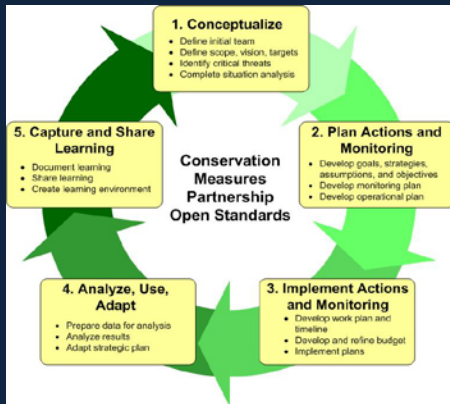 1. Conceptualize
• Define initial team
• Define scope, vision, targets
• Identify critical threats
• Complete situation analysis
2. Plan Actions and
Monitoring
• Develop goals, strategies,
assumptions, and objectives
• Develop monitoring plan
• Develop operational plan
3. Implement Actions
and Monitoring
• Develop work plan and
timeline
• Develop and refine budget
• Implement plans
4. Analyze, Use,
Adapt
• Prepare data for analysis
• Analyze results
• Adapt strategic plan
5. Capture and Share
Learning
• Document learning
• Share learning
• Create learning environment
Conservation
Measures
Partnership
Open Standards